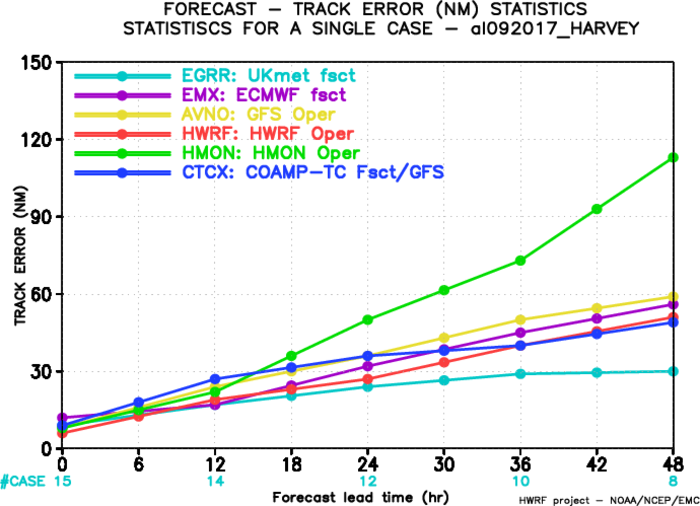 FORECAST – TRACK ERROR (NM) STATISTICS
STATISTISCS FOR A SINGLE CASE – al092017_HARVEY
150
120
90
60
30
0
TRACK ERROR (NM)
EGRR: UKmet fsct
EMX: ECMWF fsct
AVNO: GFS Oper
HWRF: HWRF Oper
HMON: HMON Oper
CTCX: COAMP–TC Fsct/GFS
0 6 12 18 24 30 36 42 48
#CASE 15 14 12 10 8
Forecast lead time (hr)
HWRF project – NOAA/NCEP/EMC